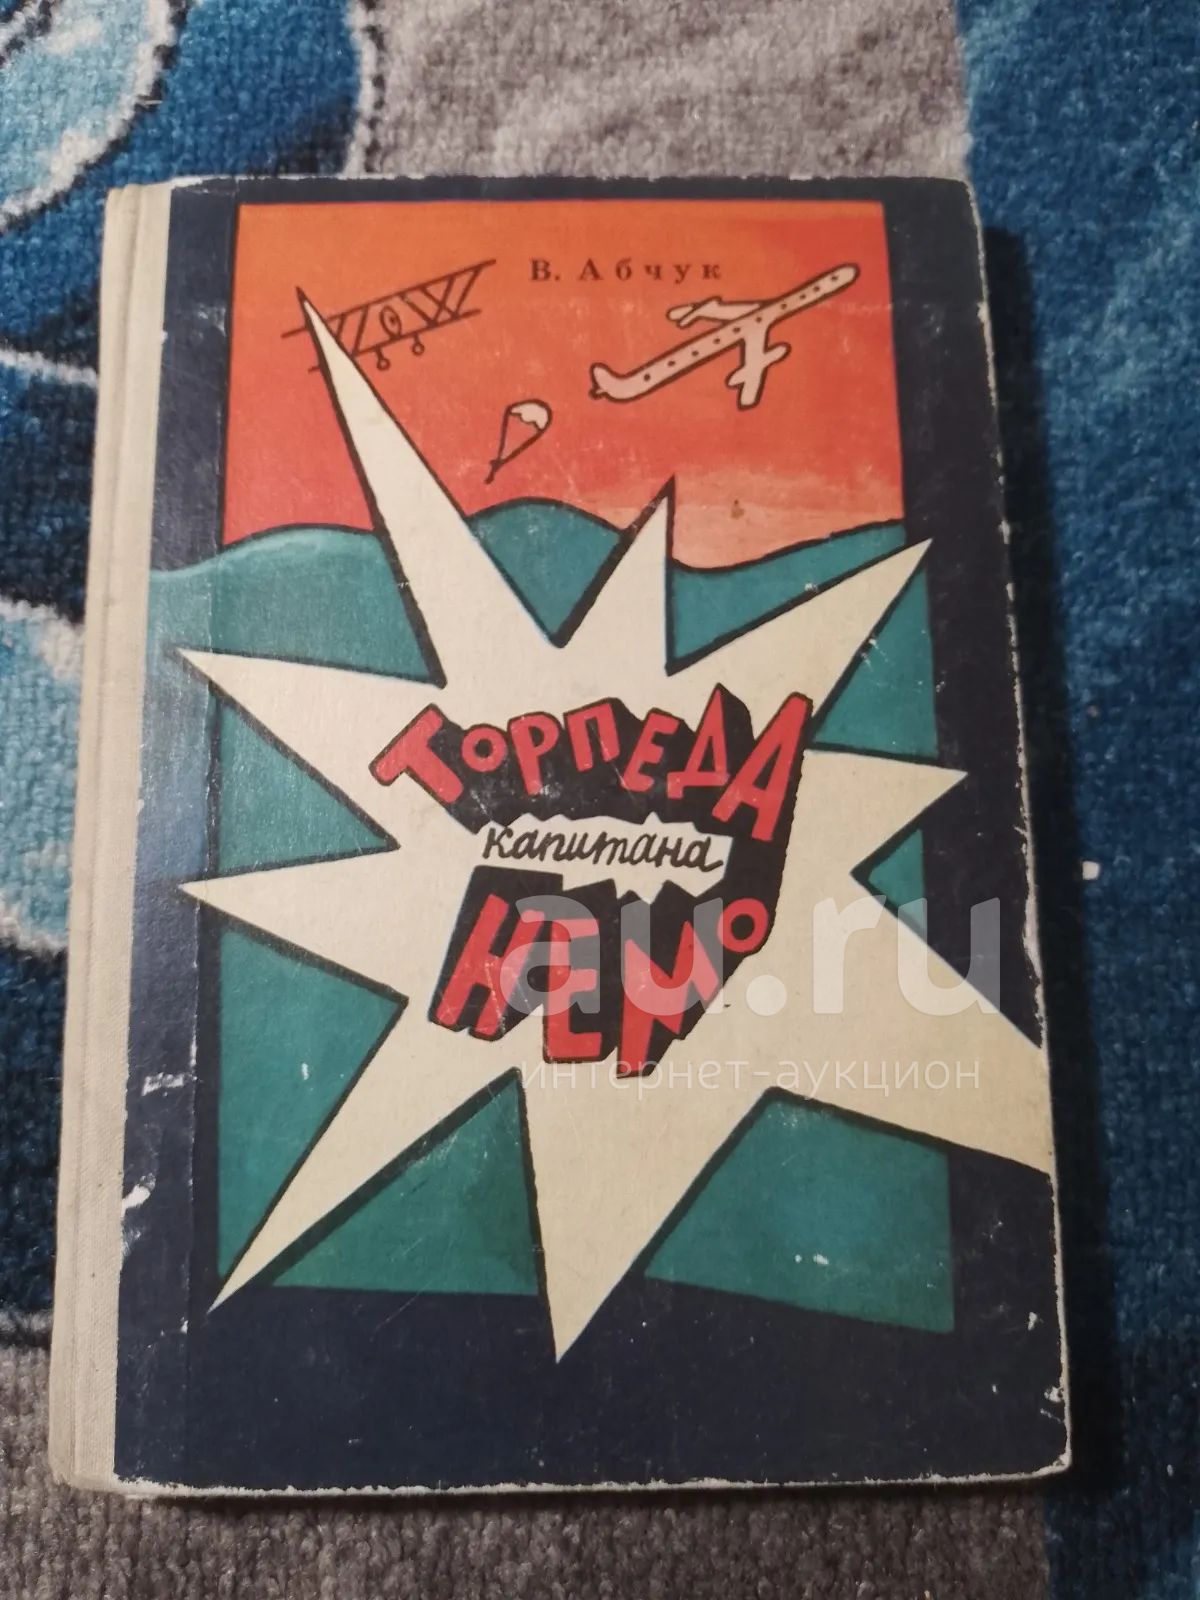 В. Абчук
ТОРПЕДА
капитана
НЕМО
au.ru
интернет-аукцион